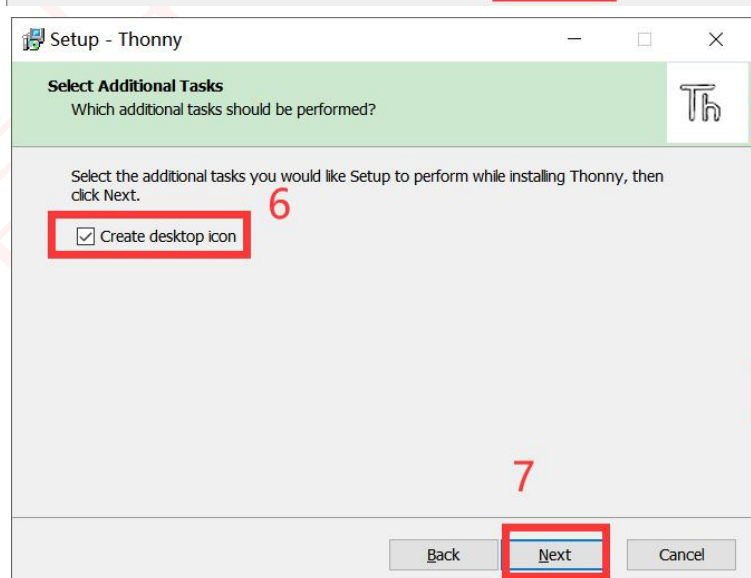 Setup - Thonny
Select Additional Tasks
Which additional tasks should be performed?
Th
Select the additional tasks you would like Setup to perform while installing Thonny, then
click Next.
6
Create desktop icon
7
Back Next Cancel